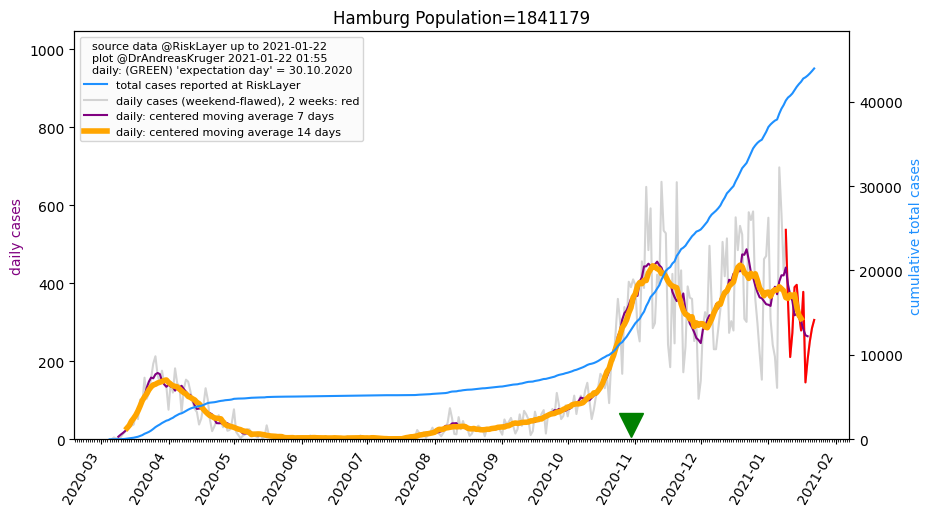 Hamburg Population=1841179
source data @RiskLayer up to 2021-01-22
plot @DrAndreasKruger 2021-01-22 01:55
daily: (GREEN) 'expectation day' = 30.10.2020
total cases reported at RiskLayer
daily cases (weekend-flawed), 2 weeks: red
daily: centered moving average 7 days
daily: centered moving average 14 days
daily cases
1000
800
600
400
200
0
cumulative total cases
40000
30000
20000
10000
0
2020-03
2020-04
2020-05
2020-06
2020-07
2020-08
2020-09
2020-10
2020-11
2020-12
2021-01
2021-02